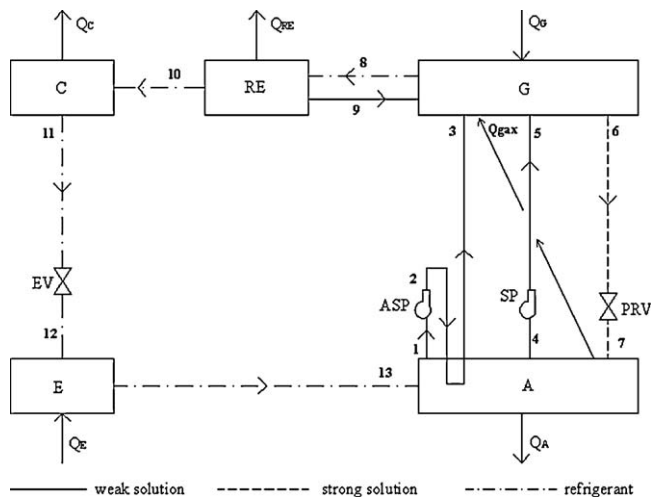 Qc
QRE
QG
C
10
RE
8
9
G
11
3
Qgax
5
6
EV
2
ASP
SP
PRV
12
1
4
7
E
13
A
QE
QA
weak solution
strong solution
refrigerant